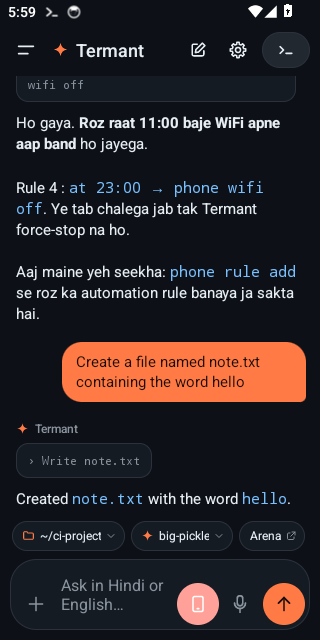 5:59
Termant
wifi off
Ho gaya. Roz raat 11:00 baje WiFi apne
aap band ho jayega.
Rule 4 : at 23:00 → phone wifi
off. Ye tab chalega jab tak Termant
force-stop na ho.
Aaj maine yeh seekha: phone rule add
se roz ka automation rule banaya ja sakta
hai.
Create a file named note.txt
containing the word hello
Termant
› Write note.txt
Created note.txt with the word hello.
~/ci-project
big-pickle
Arena
Ask in Hindi or
English…